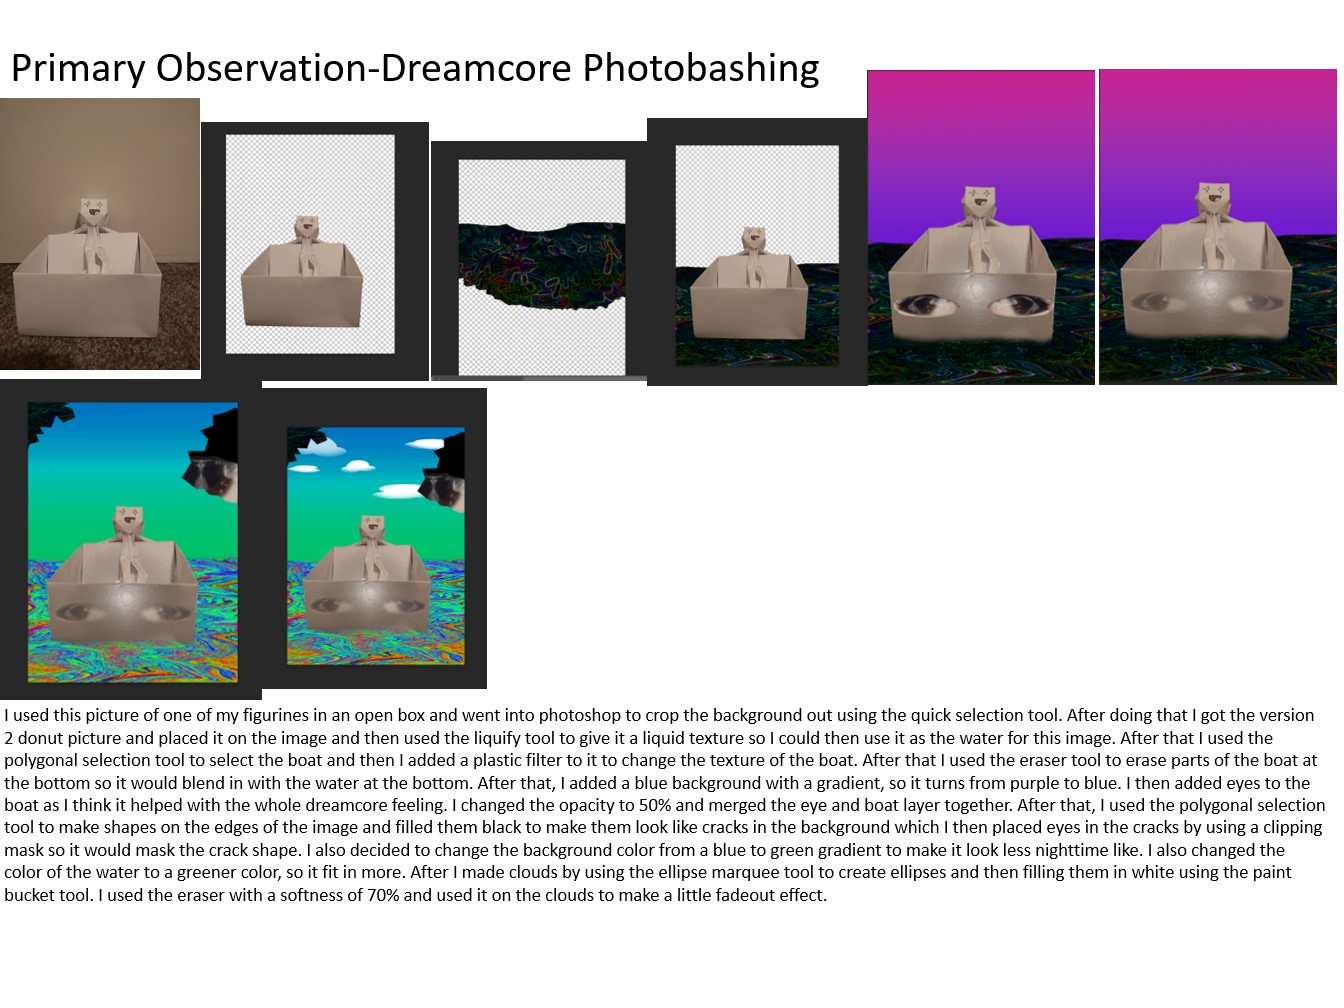 Primary Observation-Dreamcore Photobashing
I used this picture of one of my figurines in an open box and went into photoshop to crop the background out using the quick selection tool. After doing that I got the version
2 donut picture and placed it on the image and then used the liquify tool to give it a liquid texture so I could then use it as the water for this image. After that I used the
polygonal selection tool to select the boat and then I added a plastic filter to it to change the texture of the boat. After that I used the eraser tool to erase parts of the boat at
the bottom so it would blend in with the water at the bottom. After that, I added a blue background with a gradient, so it turns from purple to blue. I then added eyes to the
boat as I think it helped with the whole dreamcore feeling. I changed the opacity to 50% and merged the eye and boat layer together. After that, I used the polygonal selection
tool to make shapes on the edges of the image and filled them black to make them look like cracks in the background which I then placed eyes in the cracks by using a clipping
mask so it would mask the crack shape. I also decided to change the background color from a blue to green gradient to make it look less nighttime like. I also changed the
color of the water to a greener color, so it fit in more. After I made clouds by using the ellipse marquee tool to create ellipses and then filling them in white using the paint
bucket tool. I used the eraser with a softness of 70% and used it on the clouds to make a little fadeout effect.